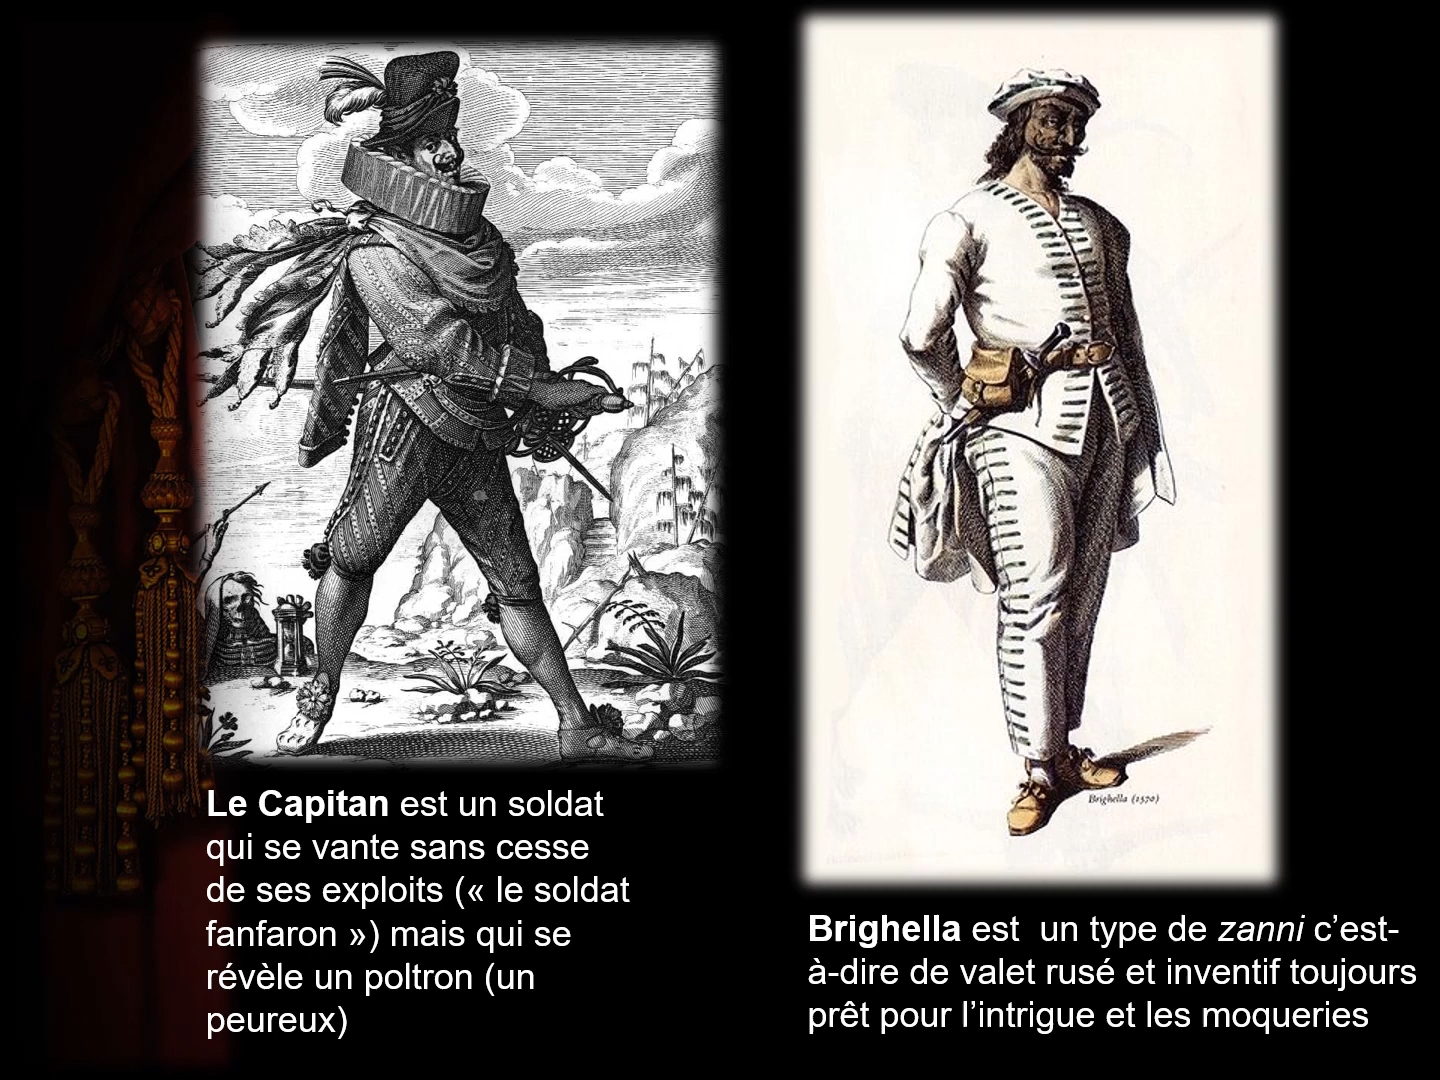 Le Capitan est un soldat
qui se vante sans cesse
de ses exploits (« le soldat
fanfaron ») mais qui se
révèle un poltron (un
peureux)
Brighella (1570)
Brighella est  un type de zanni c’est-
à-dire de valet rusé et inventif toujours
prêt pour l’intrigue et les moqueries